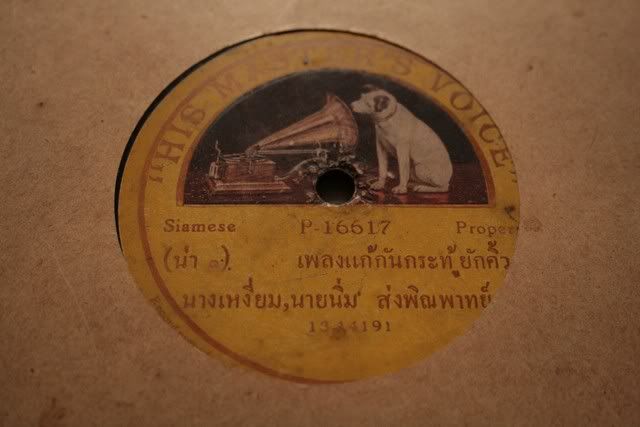 "HIS MASTER'S VOICE"
Siamese P-16617
(น่า ๑) เพลงแก้กันกระทู้ ยักคิ้ว
นางเหงี่ยม,นายนิ่ม ส่งพิณพาทย์